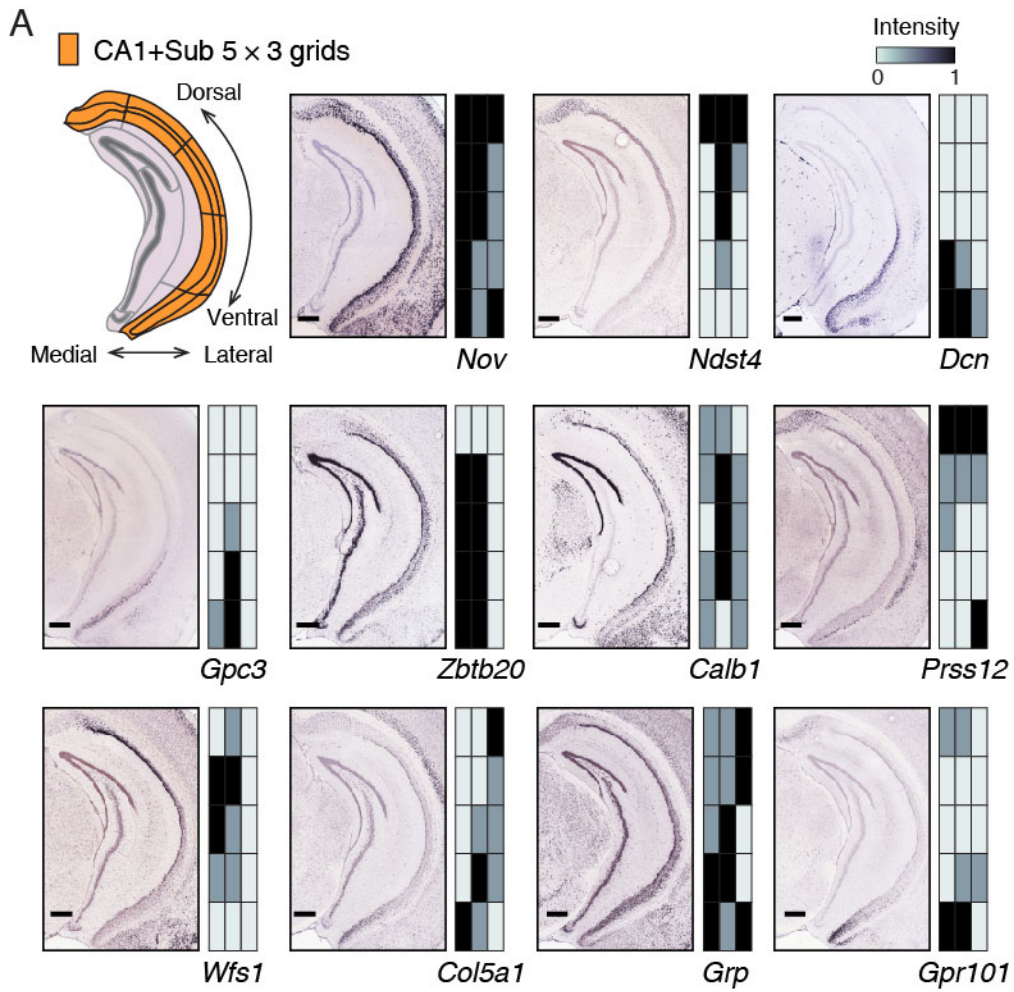 A
CA1+Sub 5 × 3 grids
Intensity
0 1
Dorsal
Ventral
Medial Lateral
Nov
Ndst4
Dcn
Gpc3
Zbtb20
Calb1
Prss12
Wfs1
Col5a1
Grp
Gpr101